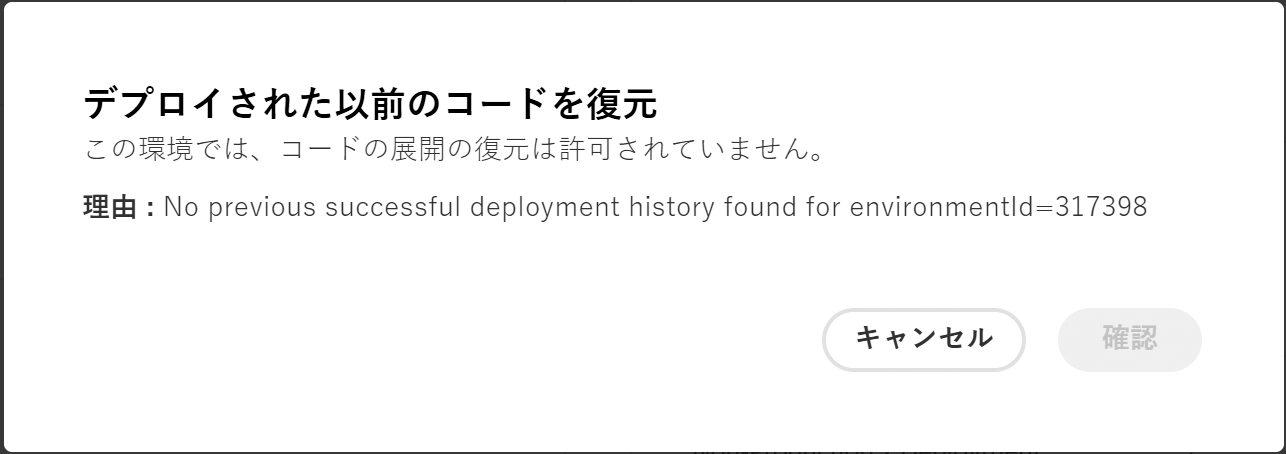 デプロイされた以前のコードを復元
この環境では、コードの展開の復元は許可されていません。
理由 : No previous successful deployment history found for environmentId=317398
キャンセル
確認